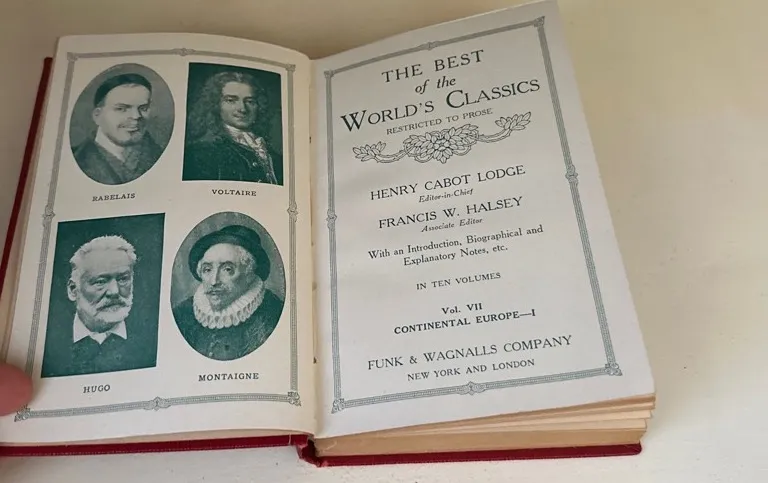 RABELAIS
VOLTAIRE
HUGO
MONTAIGNE
THE BEST
of the
WORLD'S CLASSICS
RESTRICTED TO PROSE
HENRY CABOT LODGE
Editor-in-Chief
FRANCIS W. HALSEY
Associate Editor
With an Introduction, Biographical and
Explanatory Notes, etc.
IN TEN VOLUMES
Vol. VII
CONTINENTAL EUROPE—I
FUNK & WAGNALLS COMPANY
NEW YORK AND LONDON